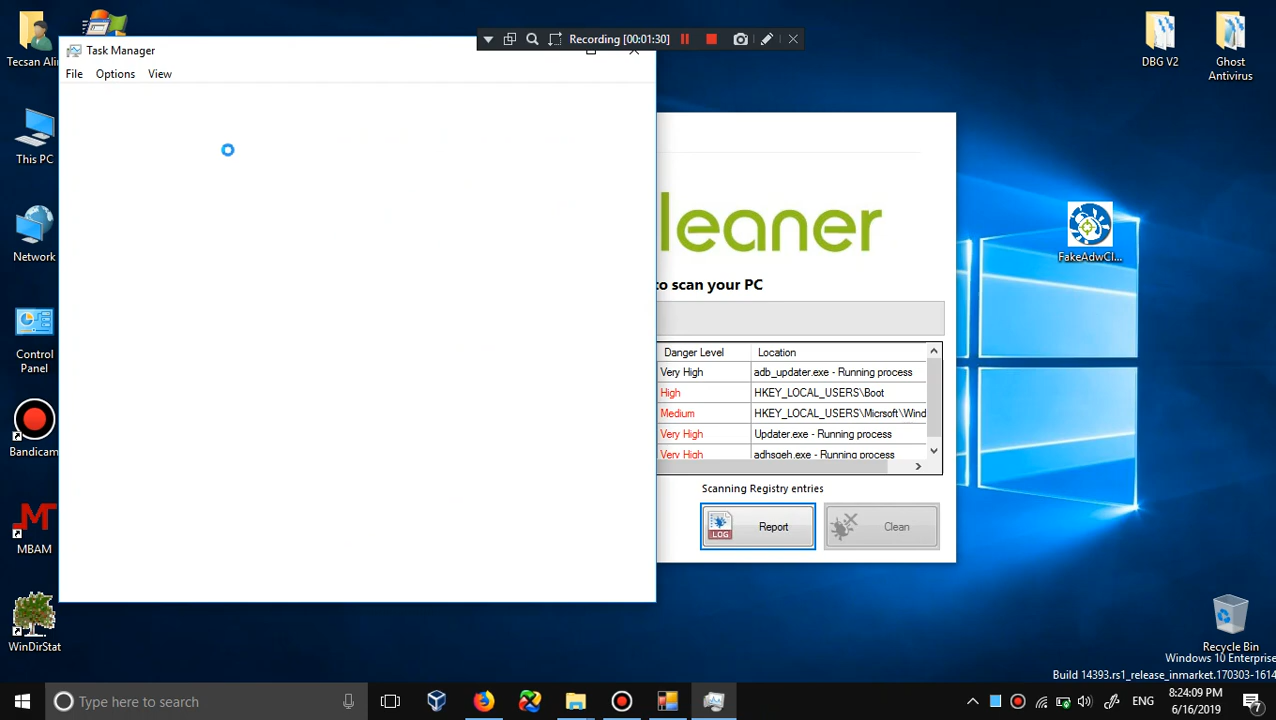 Tecsan Ali
This PC
Network
Control
Panel
Bandicam
MBAM
WinDirStat
Task Manager
File Options View
Recording [00:01:30]
leaner
to scan your PC
Danger Level Location
Very High adb_updater.exe - Running process
High HKEY_LOCAL_USERS\Boot
Medium HKEY_LOCAL_USERS\Micrsoft\Wind
Very High Updater.exe - Running process
Very High adhsgeh.exe - Running process
Scanning Registry entries
LOG Report Clean
DBG V2
Ghost
Antivirus
FakeAdwCl...
Recycle Bin
Windows 10 Enterprise
Build 14393.rs1_release_inmarket.170303-1614
Type here to search
ENG
8:24:09 PM
6/16/2019
7